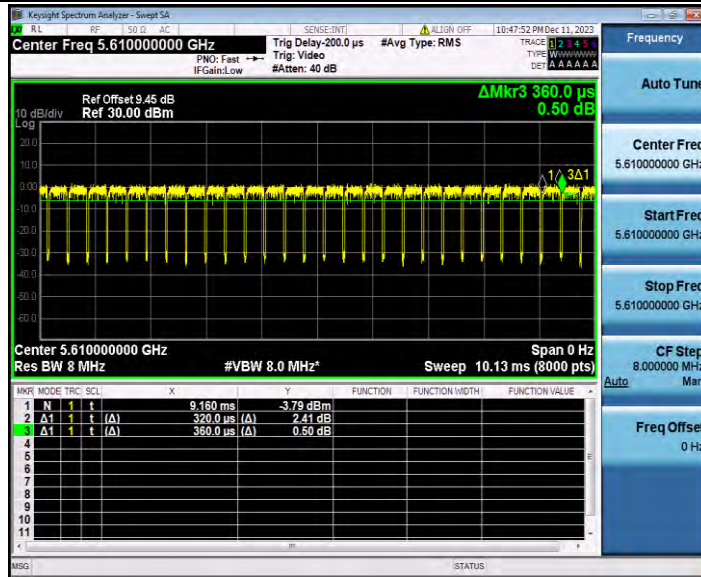 Keysight Spectrum Analyzer - Swept SA
RL RF 50 Ω AC SENSE:INT ALIGN OFF 10:47:52 PM Dec 11, 2023
Center Freq 5.610000000 GHz
PNO: Fast
IFGain:Low
Trig Delay-200.0 µs
Trig: Video
#Atten: 40 dB
#Avg Type: RMS
TRACE 1 2 3 4 5 6
TYPE W
DET A A A A A A
Ref Offset 9.45 dB
Ref 30.00 dBm
10 dB/div
Log
ΔMkr3 360.0 µs
0.50 dB
20.0
10.0
0.00
-10.0
-20.0
-30.0
-40.0
-50.0
-60.0
1 3Δ1
Center 5.610000000 GHz Span 0 Hz
Res BW 8 MHz #VBW 8.0 MHz* Sweep 10.13 ms (8000 pts)
MKR MODE TRC SCL X Y FUNCTION FUNCTION WIDTH FUNCTION VALUE
1 N 1 t 9.160 ms -3.79 dBm
2 Δ1 1 t (Δ) 320.0 µs (Δ) 2.41 dB
3 Δ1 1 t (Δ) 360.0 µs (Δ) 0.50 dB
4
5
6
7
8
9
10
11
MSG STATUS
Frequency
Auto Tune
Center Freq
5.610000000 GHz
Start Freq
5.610000000 GHz
Stop Freq
5.610000000 GHz
CF Step
8.000000 MHz
Auto Man
Freq Offset
0 Hz